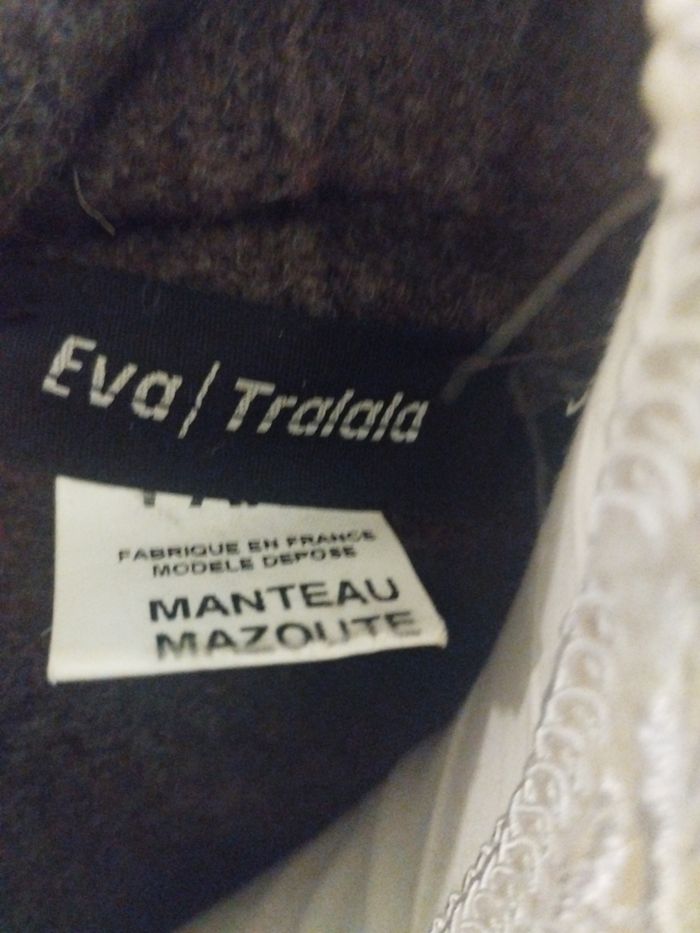 Eva/Tralala
FABRIQUE EN FRANCE
MODELE DEPOSE
MANTEAU
MAZOUTE